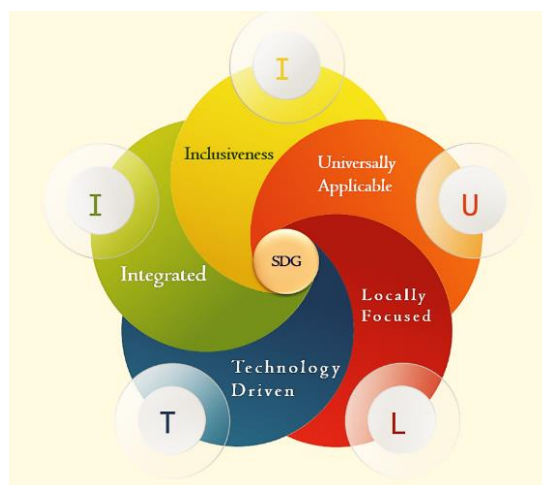 I
Inclusiveness
Universally
Applicable
U
I
Integrated
SDG
Locally
Focused
Technology
Driven
T
L